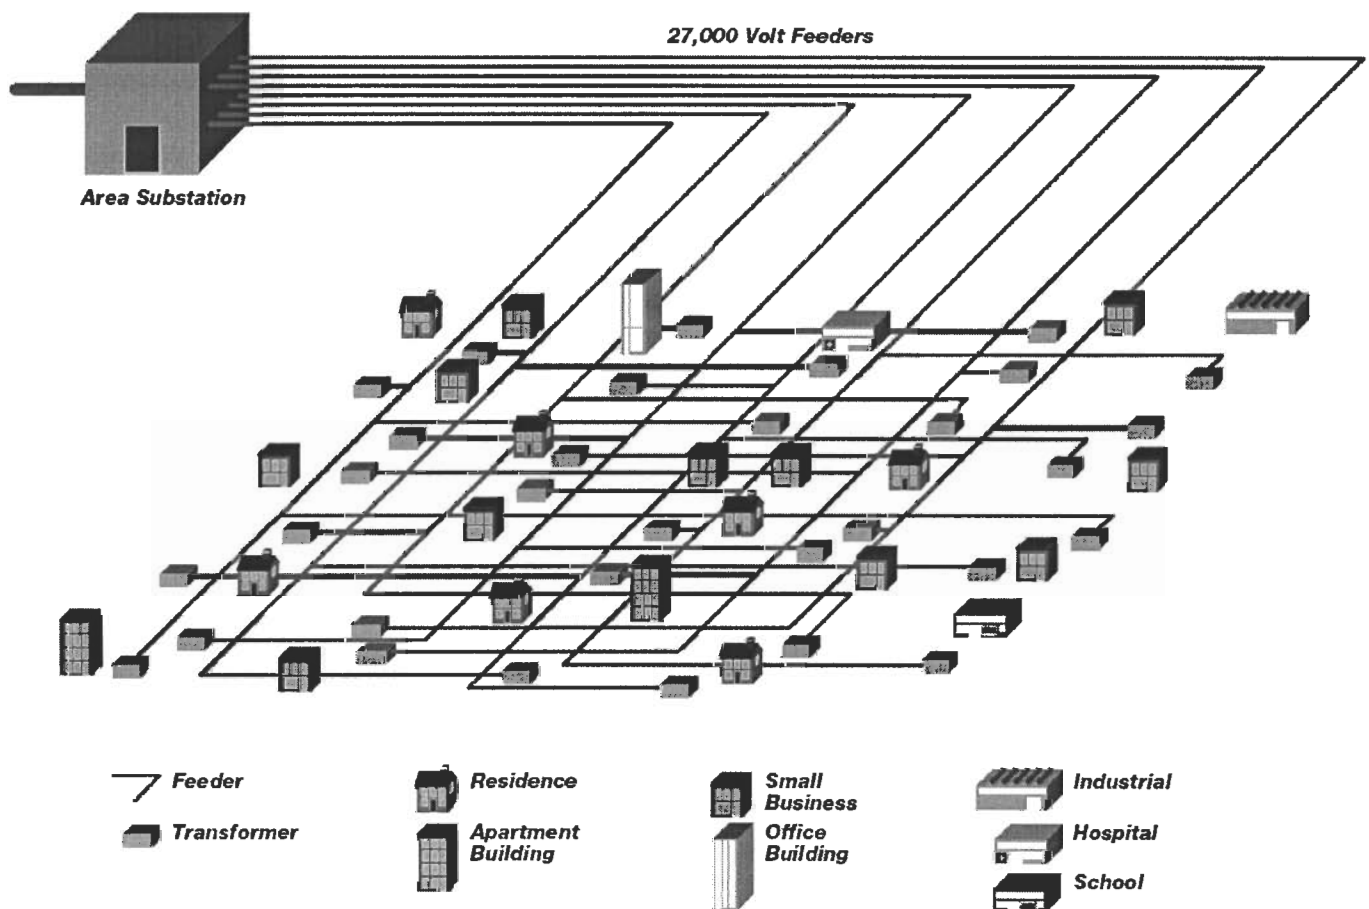 27,000 Volt Feeders
Area Substation
Feeder
Residence
Small
Business
Industrial
Transformer
Apartment
Building
Office
Building
Hospital
School